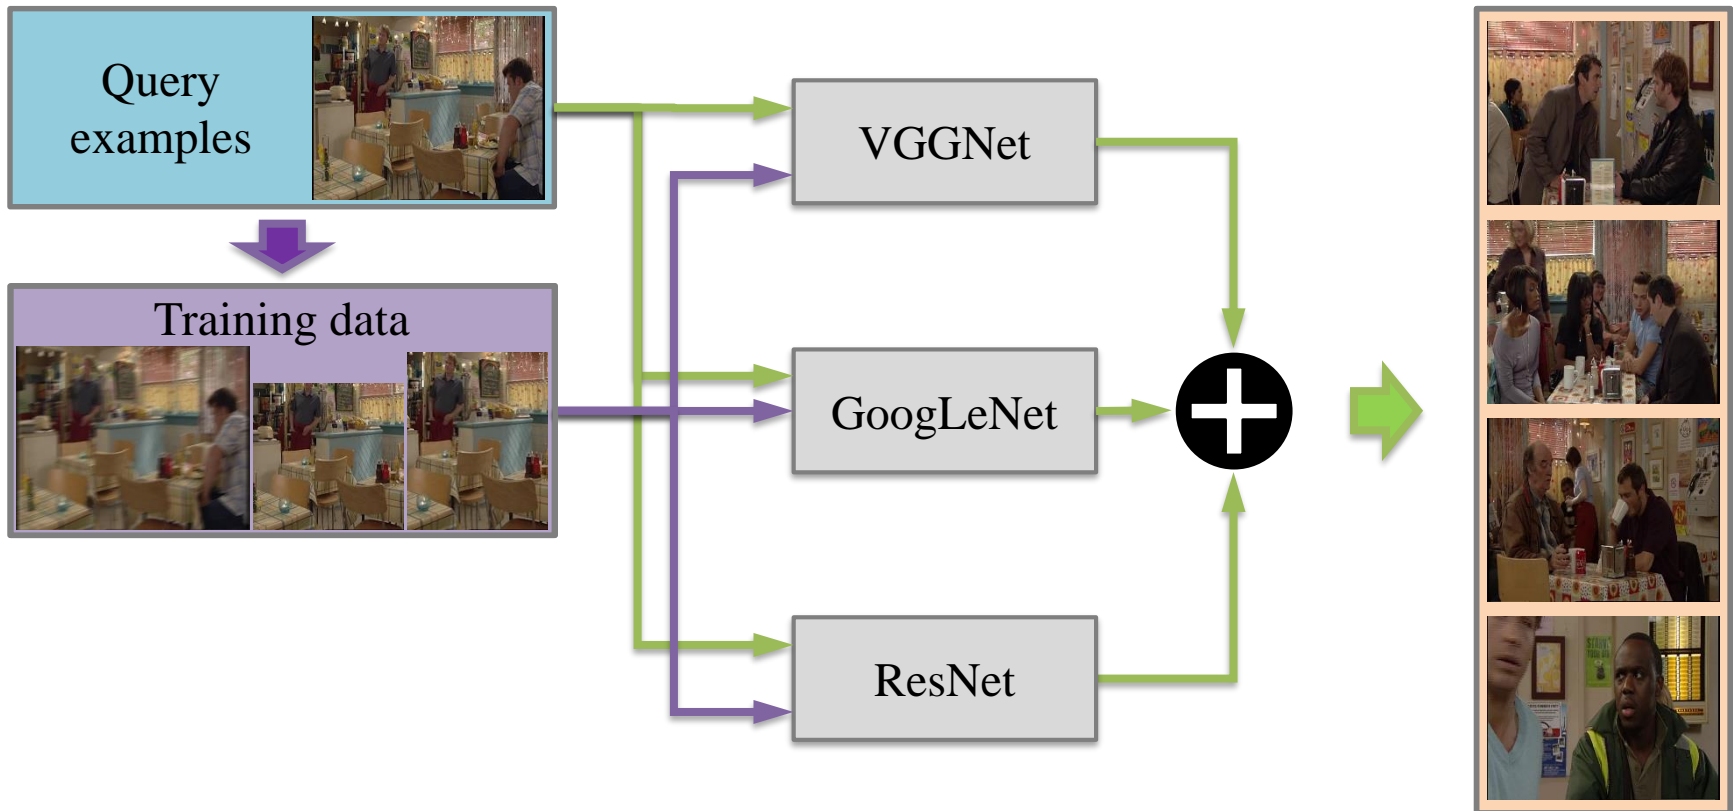 Query
examples
Training data
VGGNet
GoogLeNet
ResNet